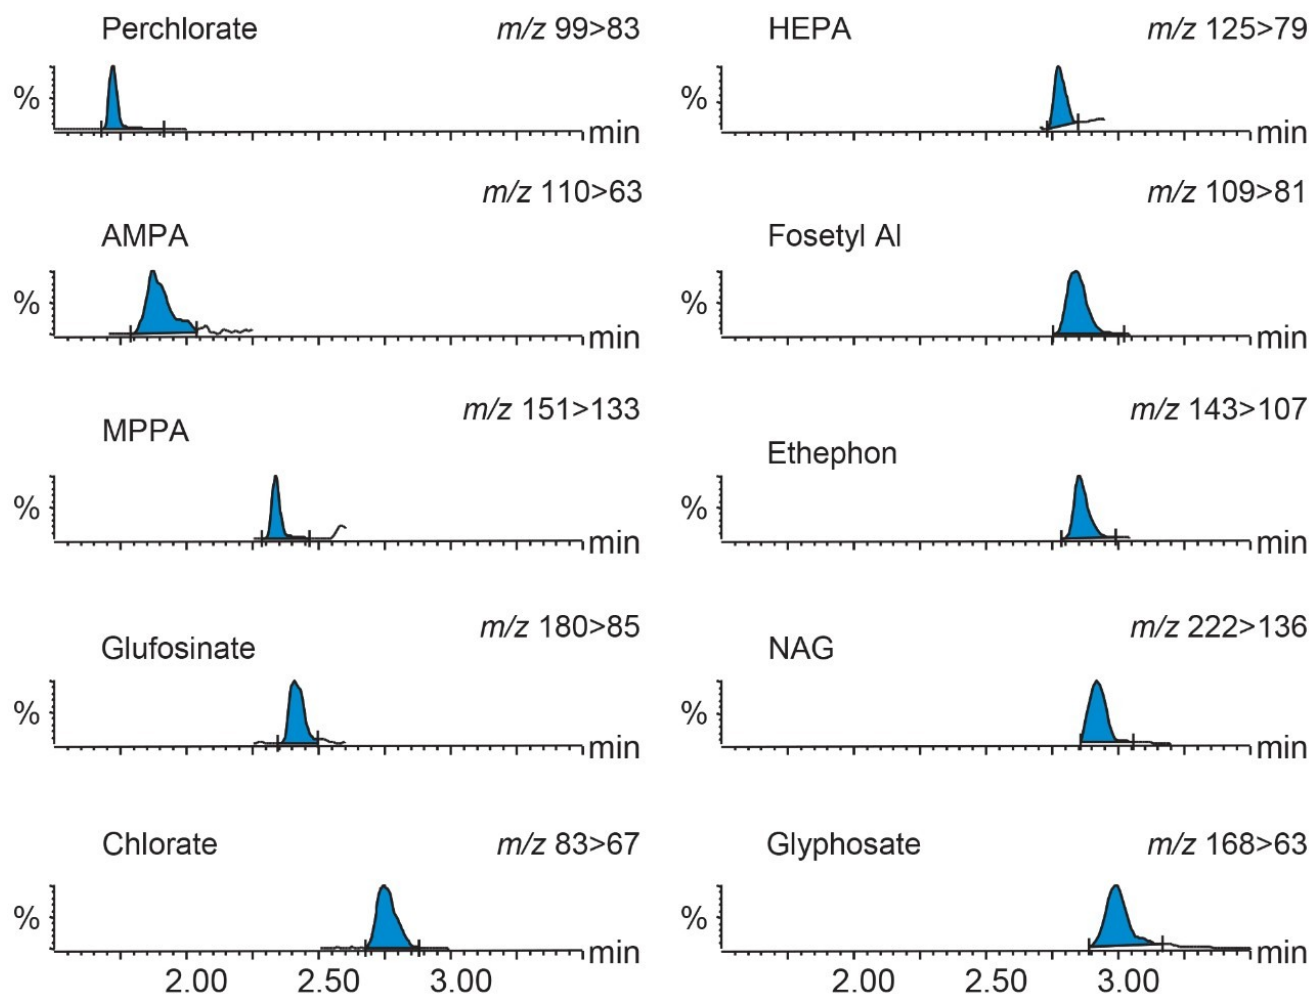 Perchlorate m/z 99>83
% min
m/z 110>63
AMPA
% min
m/z 151>133
MPPA
% min
m/z 180>85
Glufosinate
% min
Chlorate m/z 83>67
% min
2.00 2.50 3.00
HEPA m/z 125>79
% min
m/z 109>81
Fosetyl Al
% min
m/z 143>107
Ethephon
% min
m/z 222>136
NAG
% min
Glyphosate m/z 168>63
% min
2.00 2.50 3.00